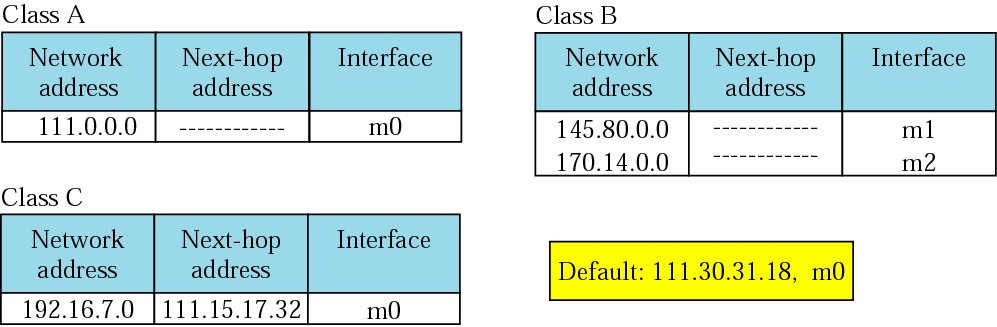 Class A
Network address Next-hop address Interface
111.0.0.0 ------------ m0
Class B
Network address Next-hop address Interface
145.80.0.0 ------------ m1
170.14.0.0 ------------ m2
Class C
Network address Next-hop address Interface
192.16.7.0 111.15.17.32 m0
Default: 111.30.31.18, m0